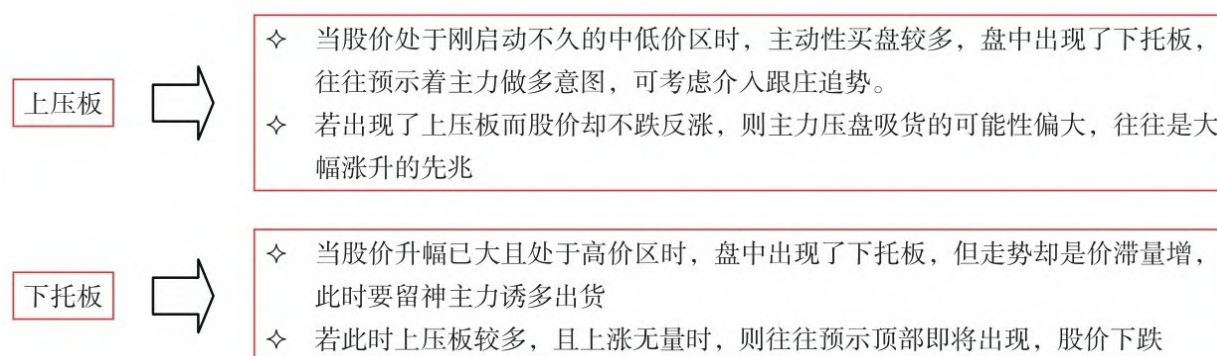 上压板
✧ 当股价处于刚启动不久的中低价区时，主动性买盘较多，盘中出现了下托板，
往往预示着主力做多意图，可考虑介入跟庄追势。
✧ 若出现了上压板而股价却不跌反涨，则主力压盘吸货的可能性偏大，往往是大
幅涨升的先兆
下托板
✧ 当股价升幅已大且处于高价区时，盘中出现了下托板，但走势却是价滞量增，
此时要留神主力诱多出货
✧ 若此时上压板较多，且上涨无量时，则往往预示顶部即将出现，股价下跌